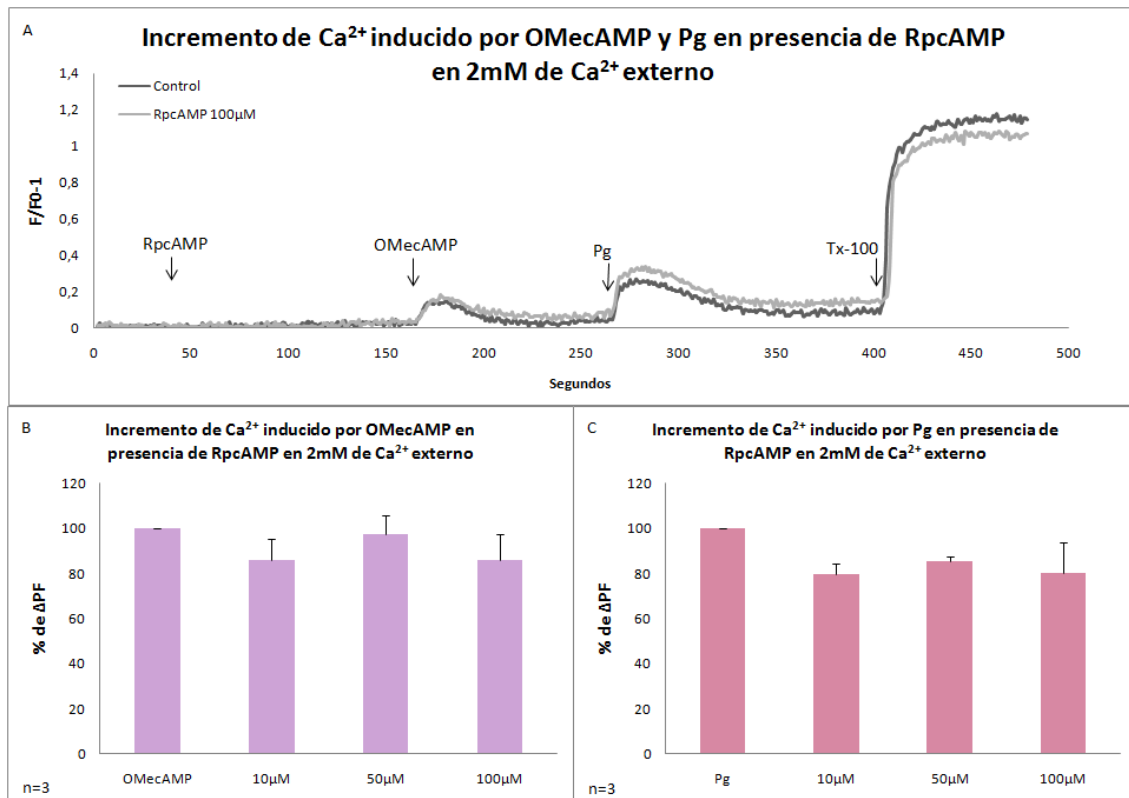 A
Incremento de Ca²⁺ inducido por OMecAMP y Pg en presencia de RpcAMP
en 2mM de Ca²⁺ externo
Control
RpcAMP 100µM
1,4
1,2
1
0,8
0,6
0,4
0,2
0
F/F0-1
RpcAMP
OMecAMP
Pg
Tx-100
0 50 100 150 200 250 300 350 400 450 500
Segundos
B
Incremento de Ca²⁺ inducido por OMecAMP en
presencia de RpcAMP en 2mM de Ca²⁺ externo
120
100
80
60
40
20
0
% de ΔPF
OMecAMP 10µM 50µM 100µM
n=3
C
Incremento de Ca²⁺ inducido por Pg en presencia de
RpcAMP en 2mM de Ca²⁺ externo
120
100
80
60
40
20
0
% de ΔPF
Pg 10µM 50µM 100µM
n=3